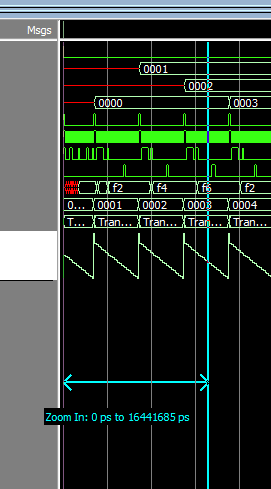 Msgs
0001
0002
0000 0003
f2 f4 f6 f2
0... 0001 0002 0003 0004
T... Tran... Tran... Tran... Tran...
Zoom In: 0 ps to 16441685 ps